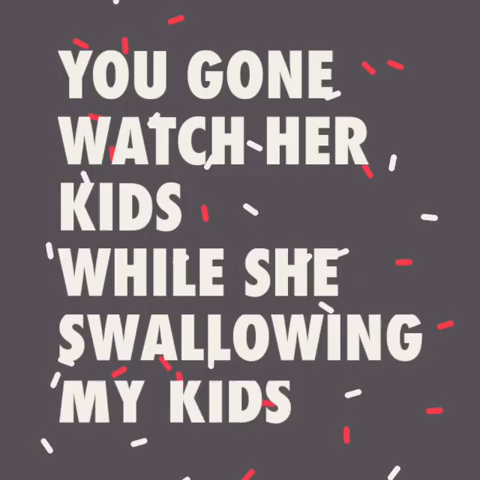 YOU GONE
WATCH HER
KIDS
WHILE SHE
SWALLOWING
MY KIDS